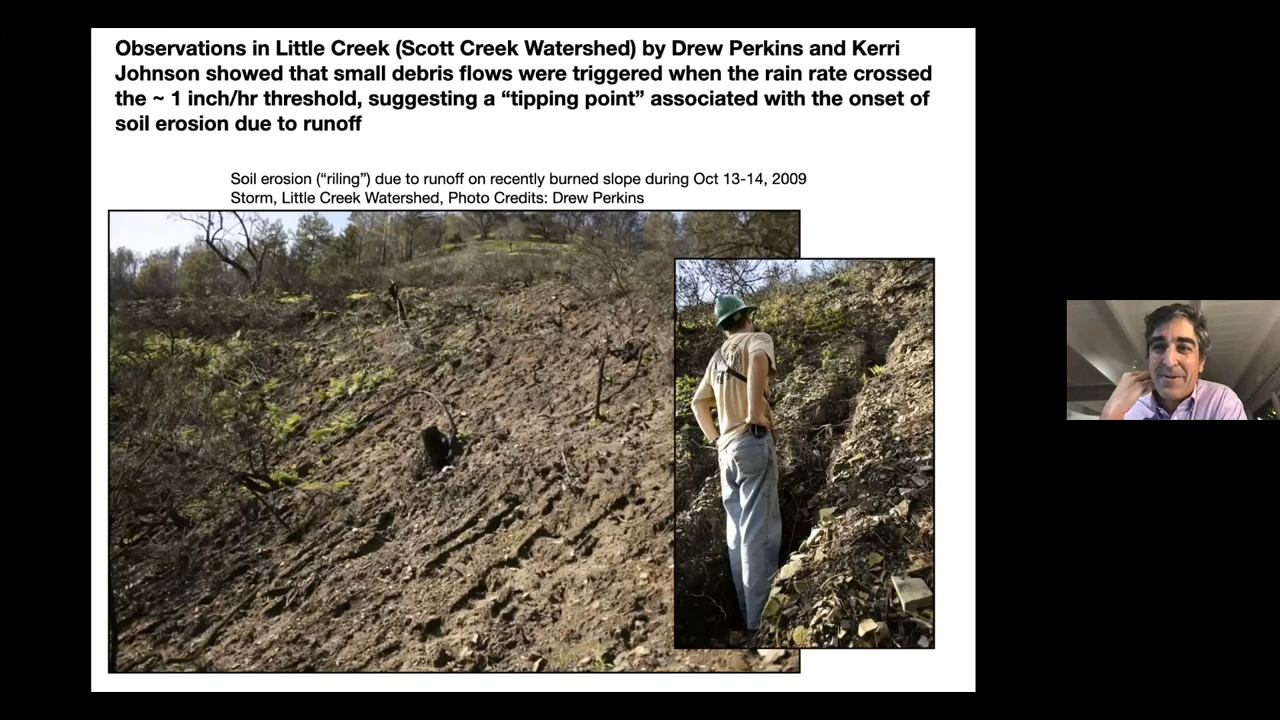 Observations in Little Creek (Scott Creek Watershed) by Drew Perkins and Kerri
Johnson showed that small debris flows were triggered when the rain rate crossed
the ~ 1 inch/hr threshold, suggesting a “tipping point” associated with the onset of
soil erosion due to runoff
Soil erosion (“riling”) due to runoff on recently burned slope during Oct 13-14, 2009
Storm, Little Creek Watershed, Photo Credits: Drew Perkins